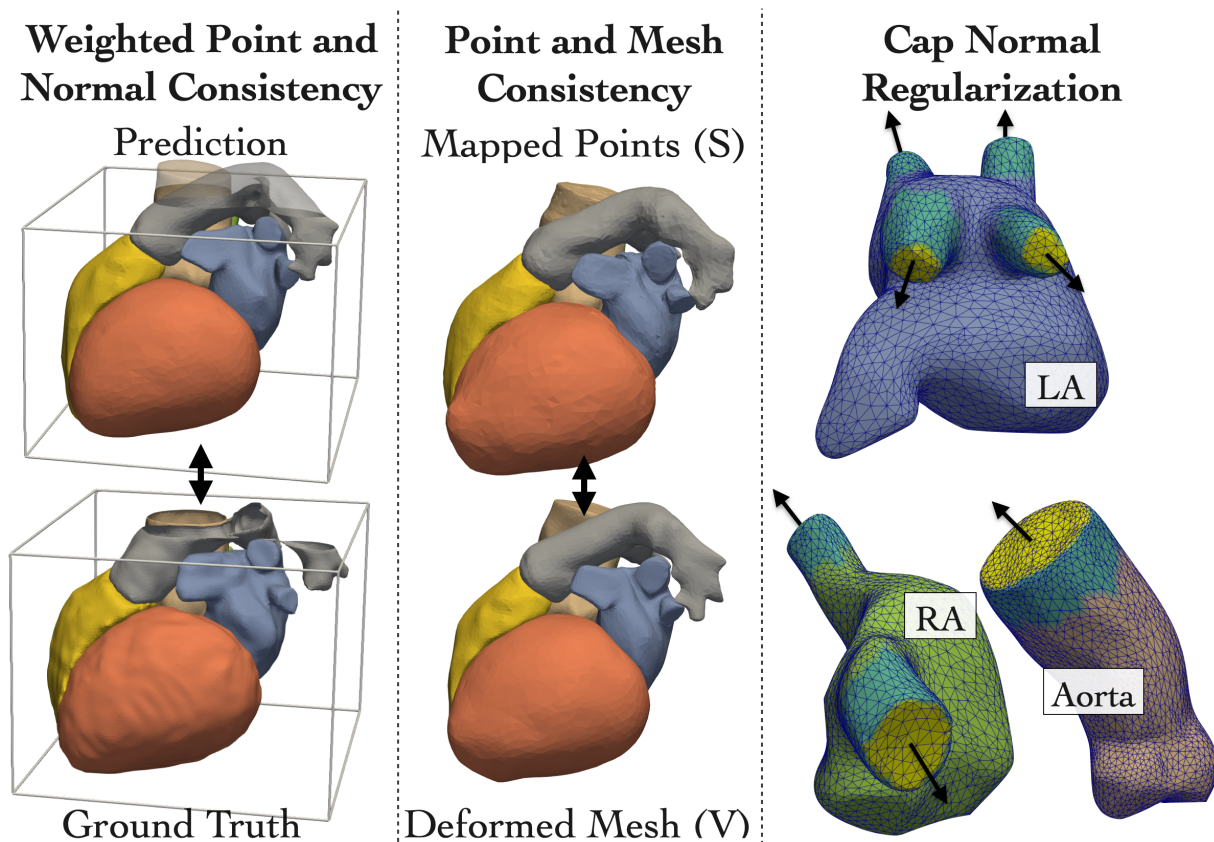 Weighted Point and
Normal Consistency
Prediction
Ground Truth
Point and Mesh
Consistency
Mapped Points (S)
Deformed Mesh (V)
Cap Normal
Regularization
LA
RA
Aorta